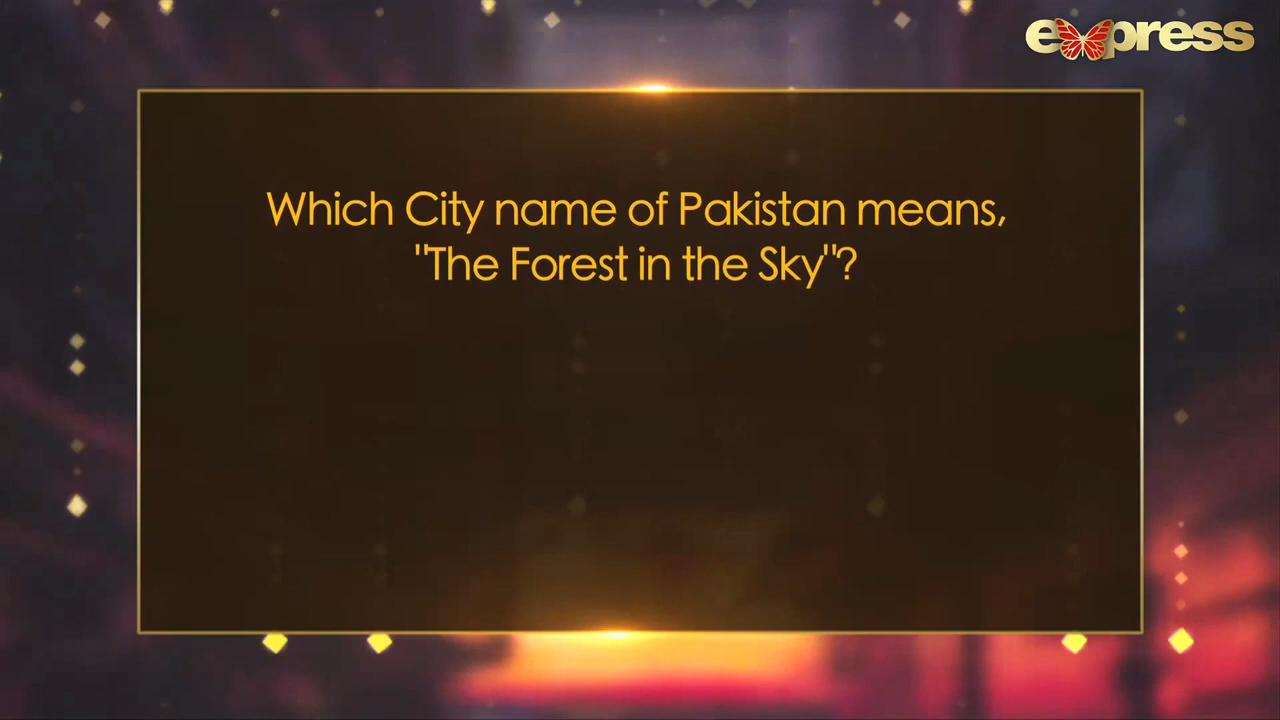 express
Which City name of Pakistan means,
"The Forest in the Sky"?